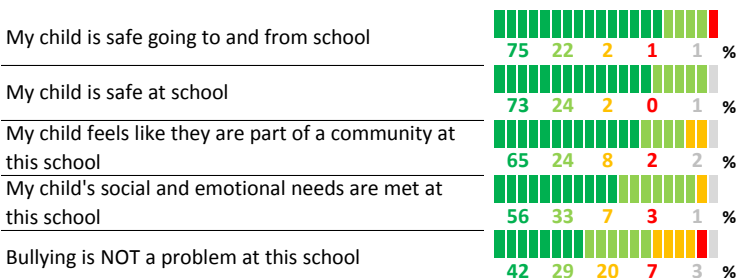 My child is safe going to and from school
75 22 2 1 1 %
My child is safe at school
73 24 2 0 1 %
My child feels like they are part of a community at
this school
65 24 8 2 2 %
My child's social and emotional needs are met at
this school
56 33 7 3 1 %
Bullying is NOT a problem at this school
42 29 20 7 3 %